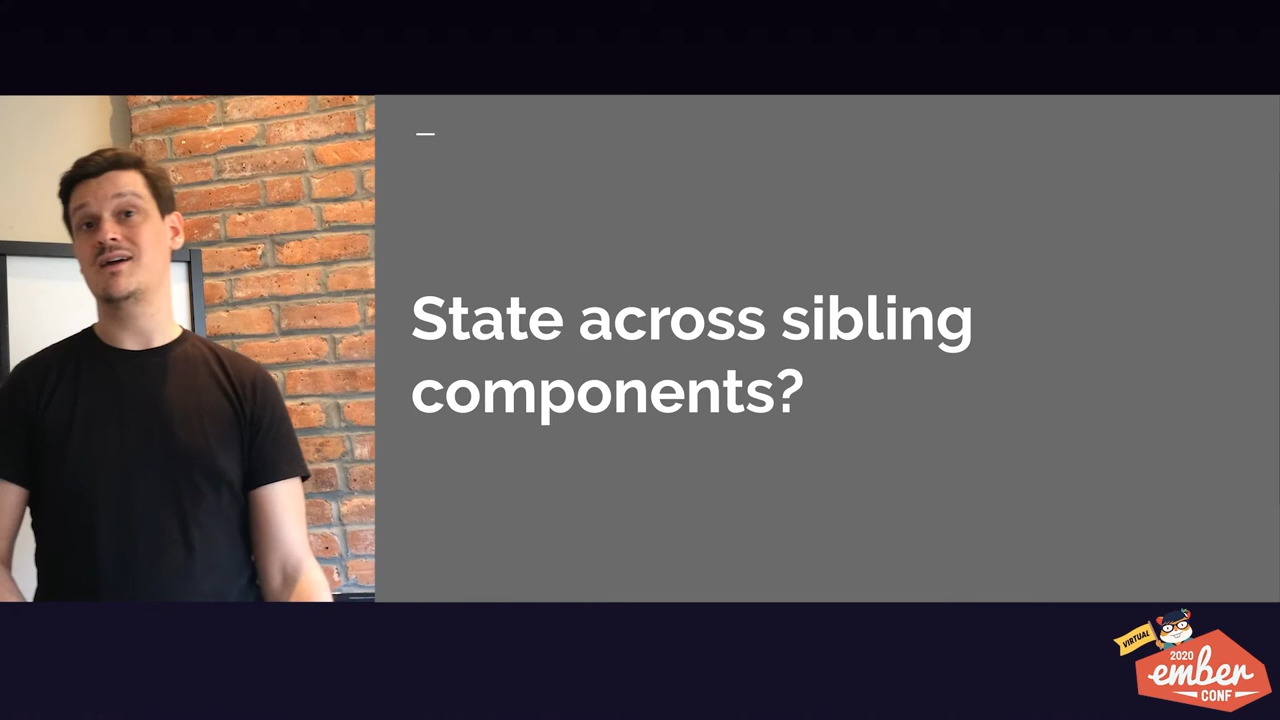 State across sibling
components?
VIRTUAL
2020
ember
CONF